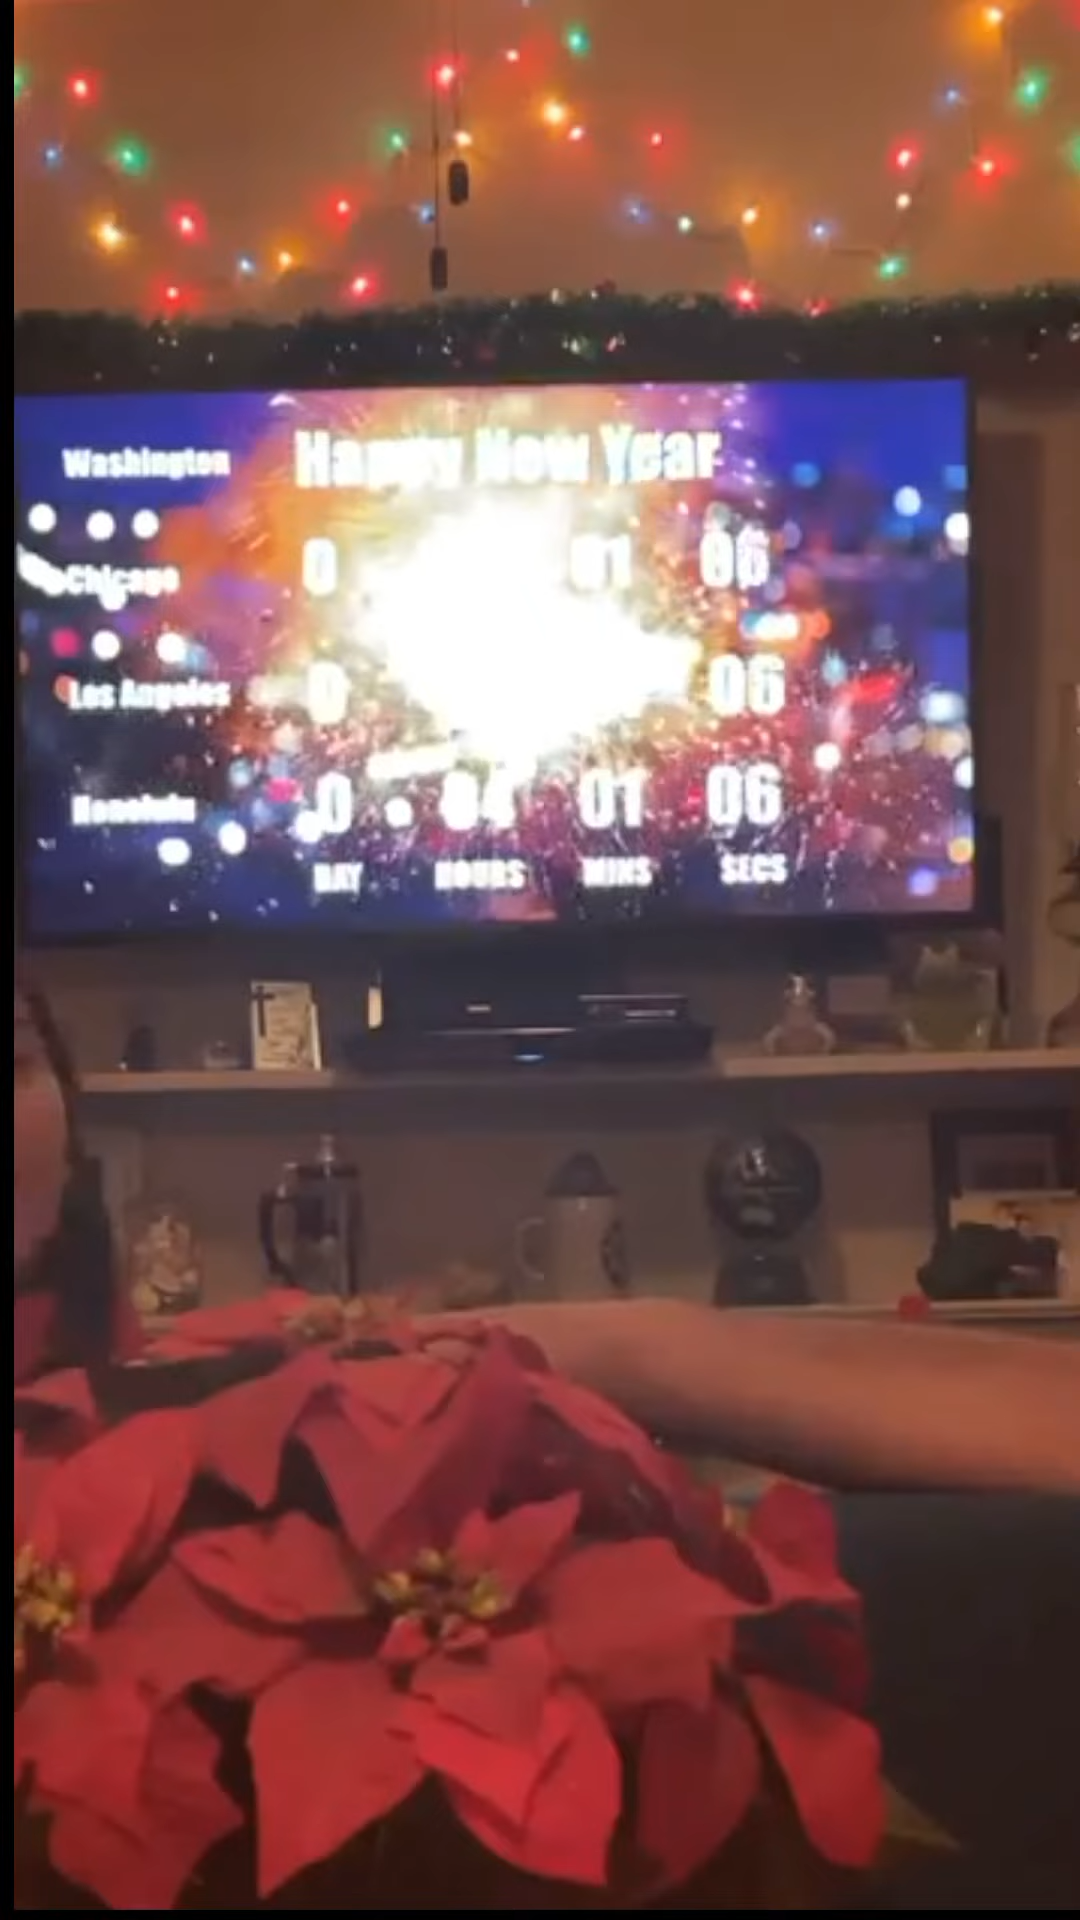 Washington Happy New Year
Chicago 0 01 06
Los Angeles 0 06
Honolulu 0 04 01 06
DAY HOURS MINS SECS